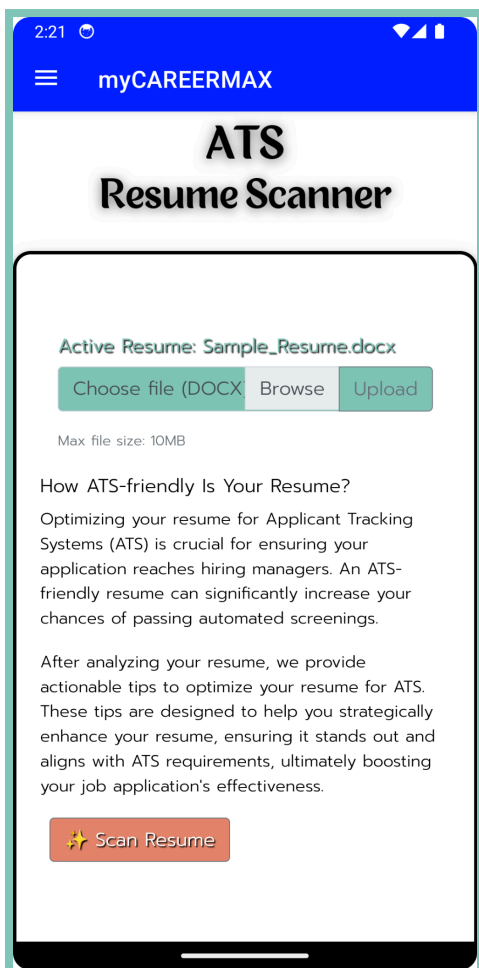 2:21
myCAREERMAX
ATS
Resume Scanner
Active Resume: Sample_Resume.docx
Choose file (DOCX Browse Upload
Max file size: 10MB
How ATS-friendly Is Your Resume?
Optimizing your resume for Applicant Tracking
Systems (ATS) is crucial for ensuring your
application reaches hiring managers. An ATS-
friendly resume can significantly increase your
chances of passing automated screenings.
After analyzing your resume, we provide
actionable tips to optimize your resume for ATS.
These tips are designed to help you strategically
enhance your resume, ensuring it stands out and
aligns with ATS requirements, ultimately boosting
your job application's effectiveness.
✨ Scan Resume